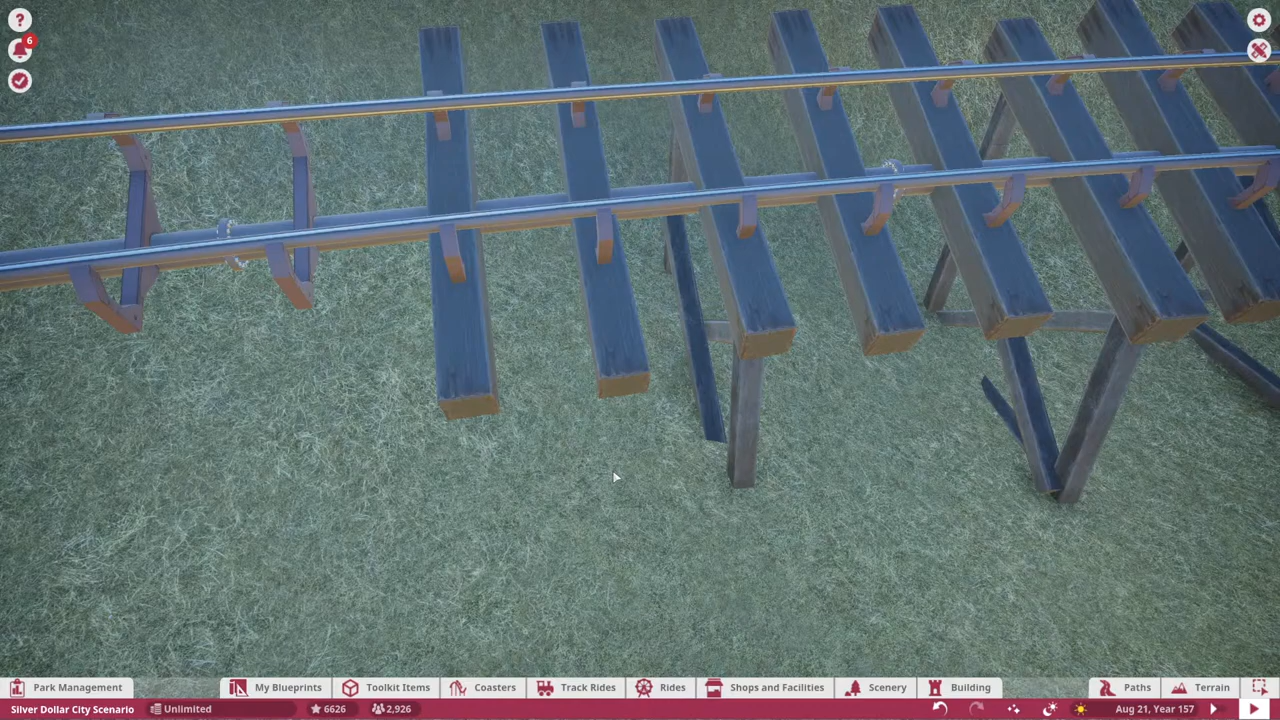 ?
6
Park Management
My Blueprints
Toolkit Items
Coasters
Track Rides
Rides
Shops and Facilities
Scenery
Building
Paths
Terrain
Silver Dollar City Scenario
Unlimited
6626
2,926
Aug 21, Year 157